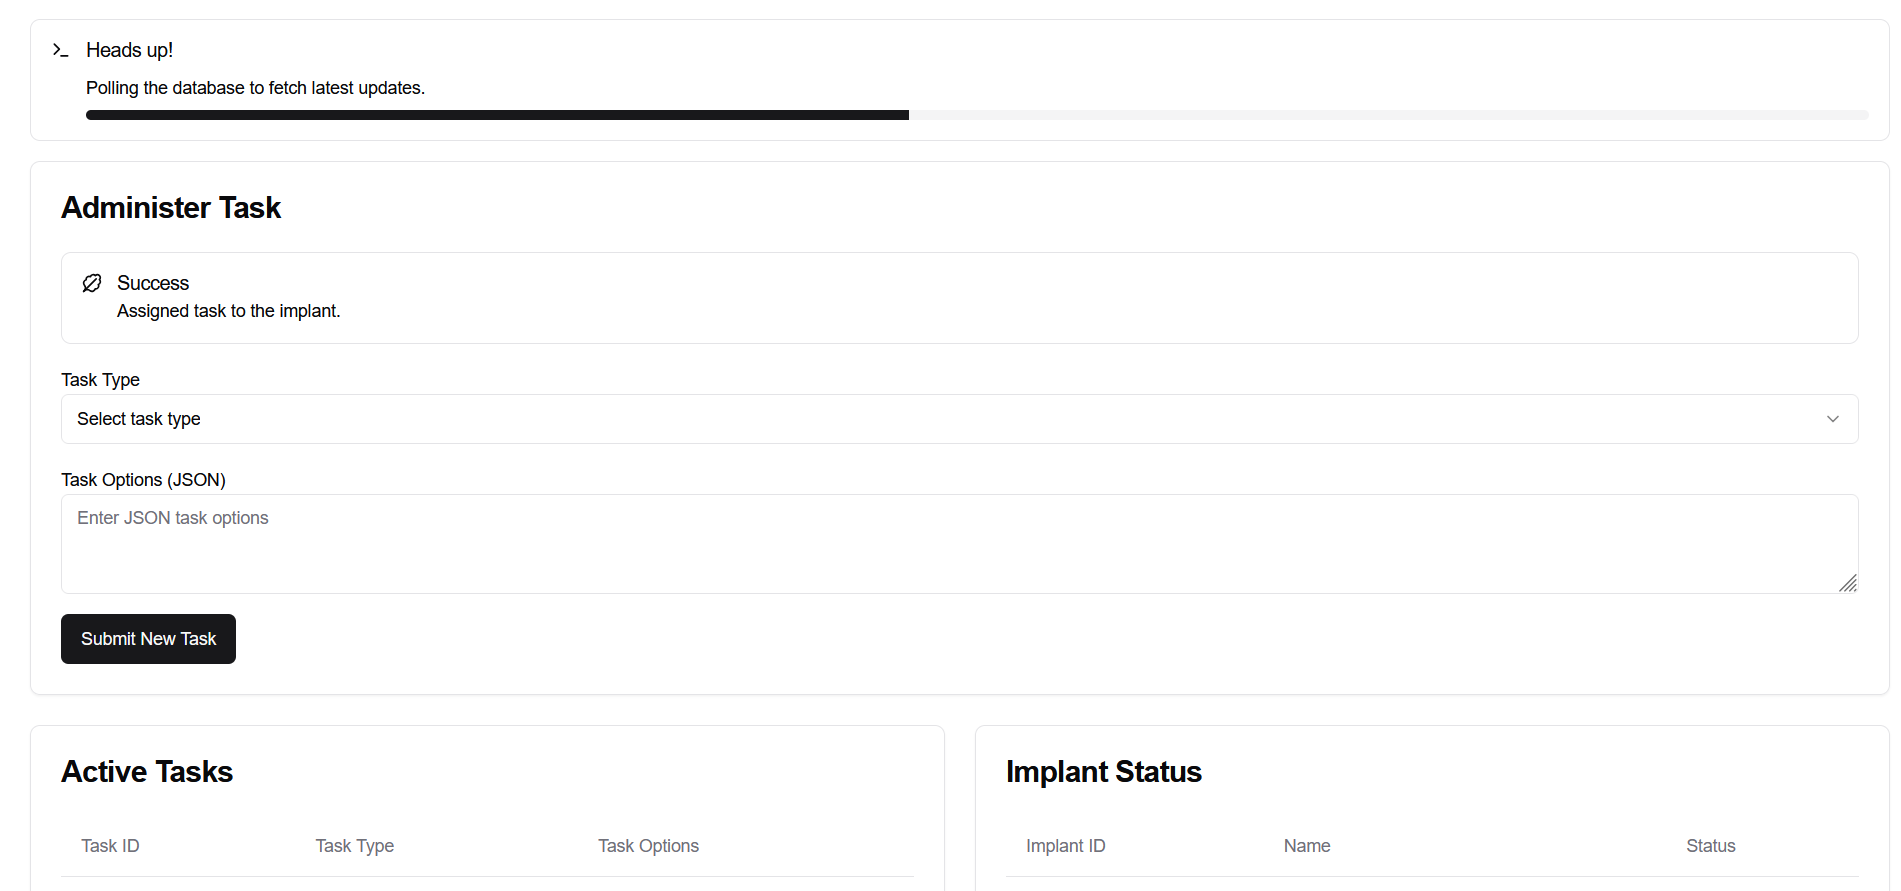 Heads up!
Polling the database to fetch latest updates.
Administer Task
Success
Assigned task to the implant.
Task Type
Select task type
Task Options (JSON)
Enter JSON task options
Submit New Task
Active Tasks
Task ID Task Type Task Options
Implant Status
Implant ID Name Status